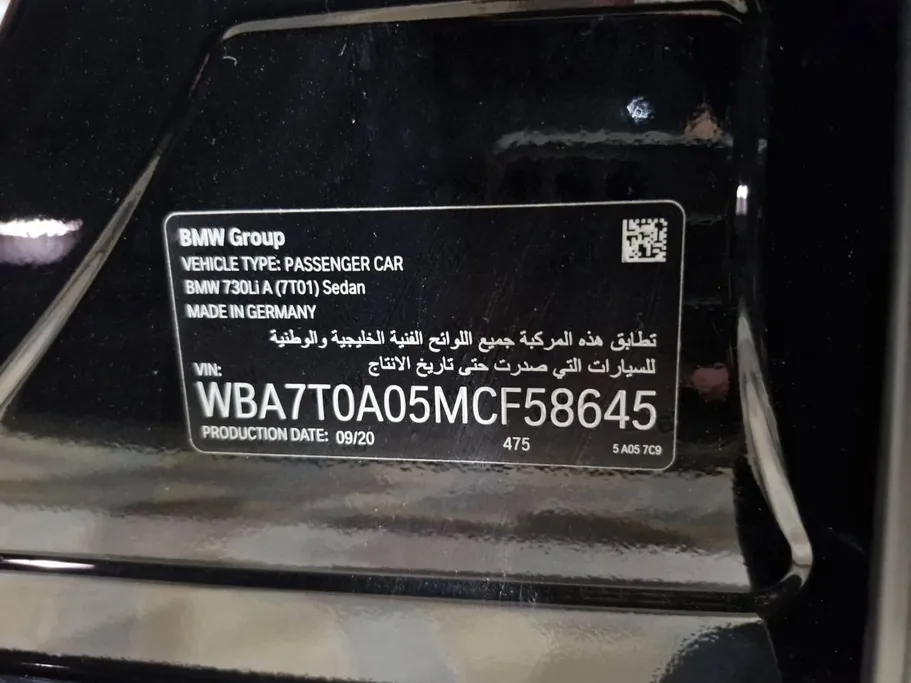 BMW Group
VEHICLE TYPE: PASSENGER CAR
BMW 730Li A (7T01) Sedan
MADE IN GERMANY
تطابق هذه المركبة جميع اللوائح الفنية الخليجية والوطنية
للسيارات التي صدرت حتى تاريخ الانتاج
VIN:
WBA7T0A05MCF58645
PRODUCTION DATE: 09/20 475 5 A05 7C9